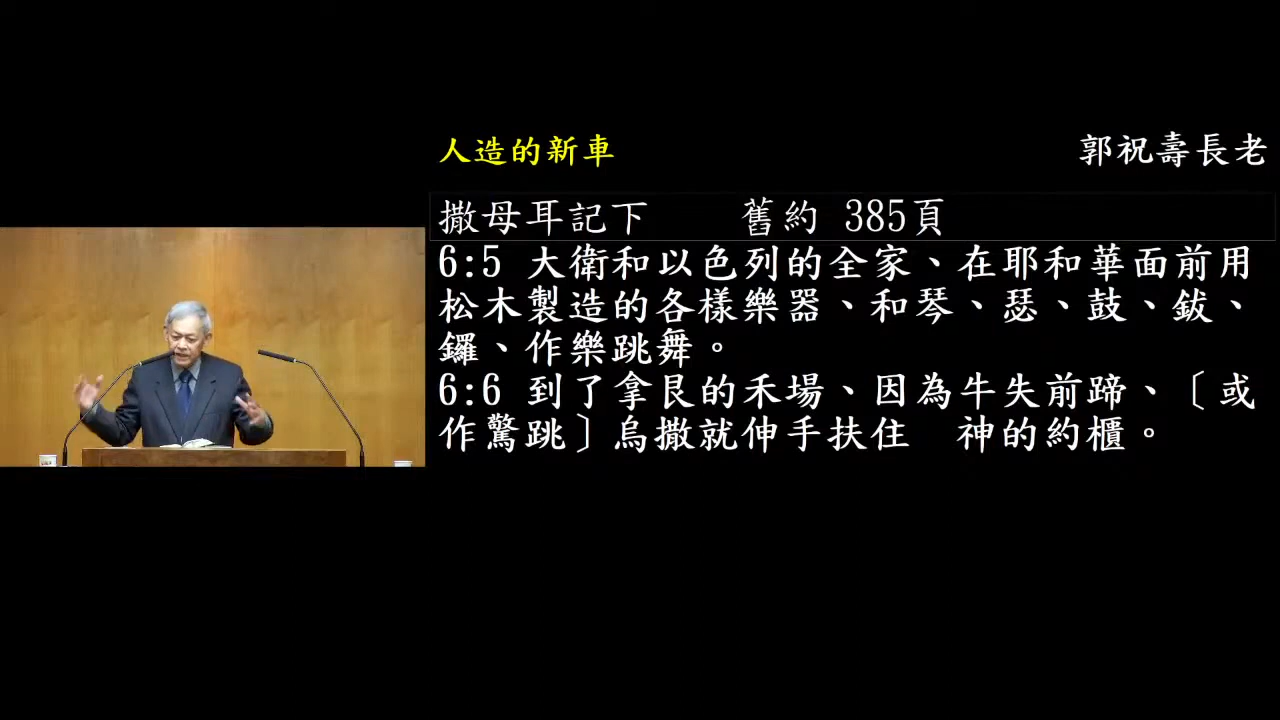 人造的新車 郭祝壽長老
撒母耳記下 舊約 385頁
6:5 大衛和以色列的全家、在耶和華面前用
松木製造的各樣樂器、和琴、瑟、鼓、鈸、
鑼、作樂跳舞。
6:6 到了拿艮的禾場、因為牛失前蹄、〔或
作驚跳〕烏撒就伸手扶住　神的約櫃。